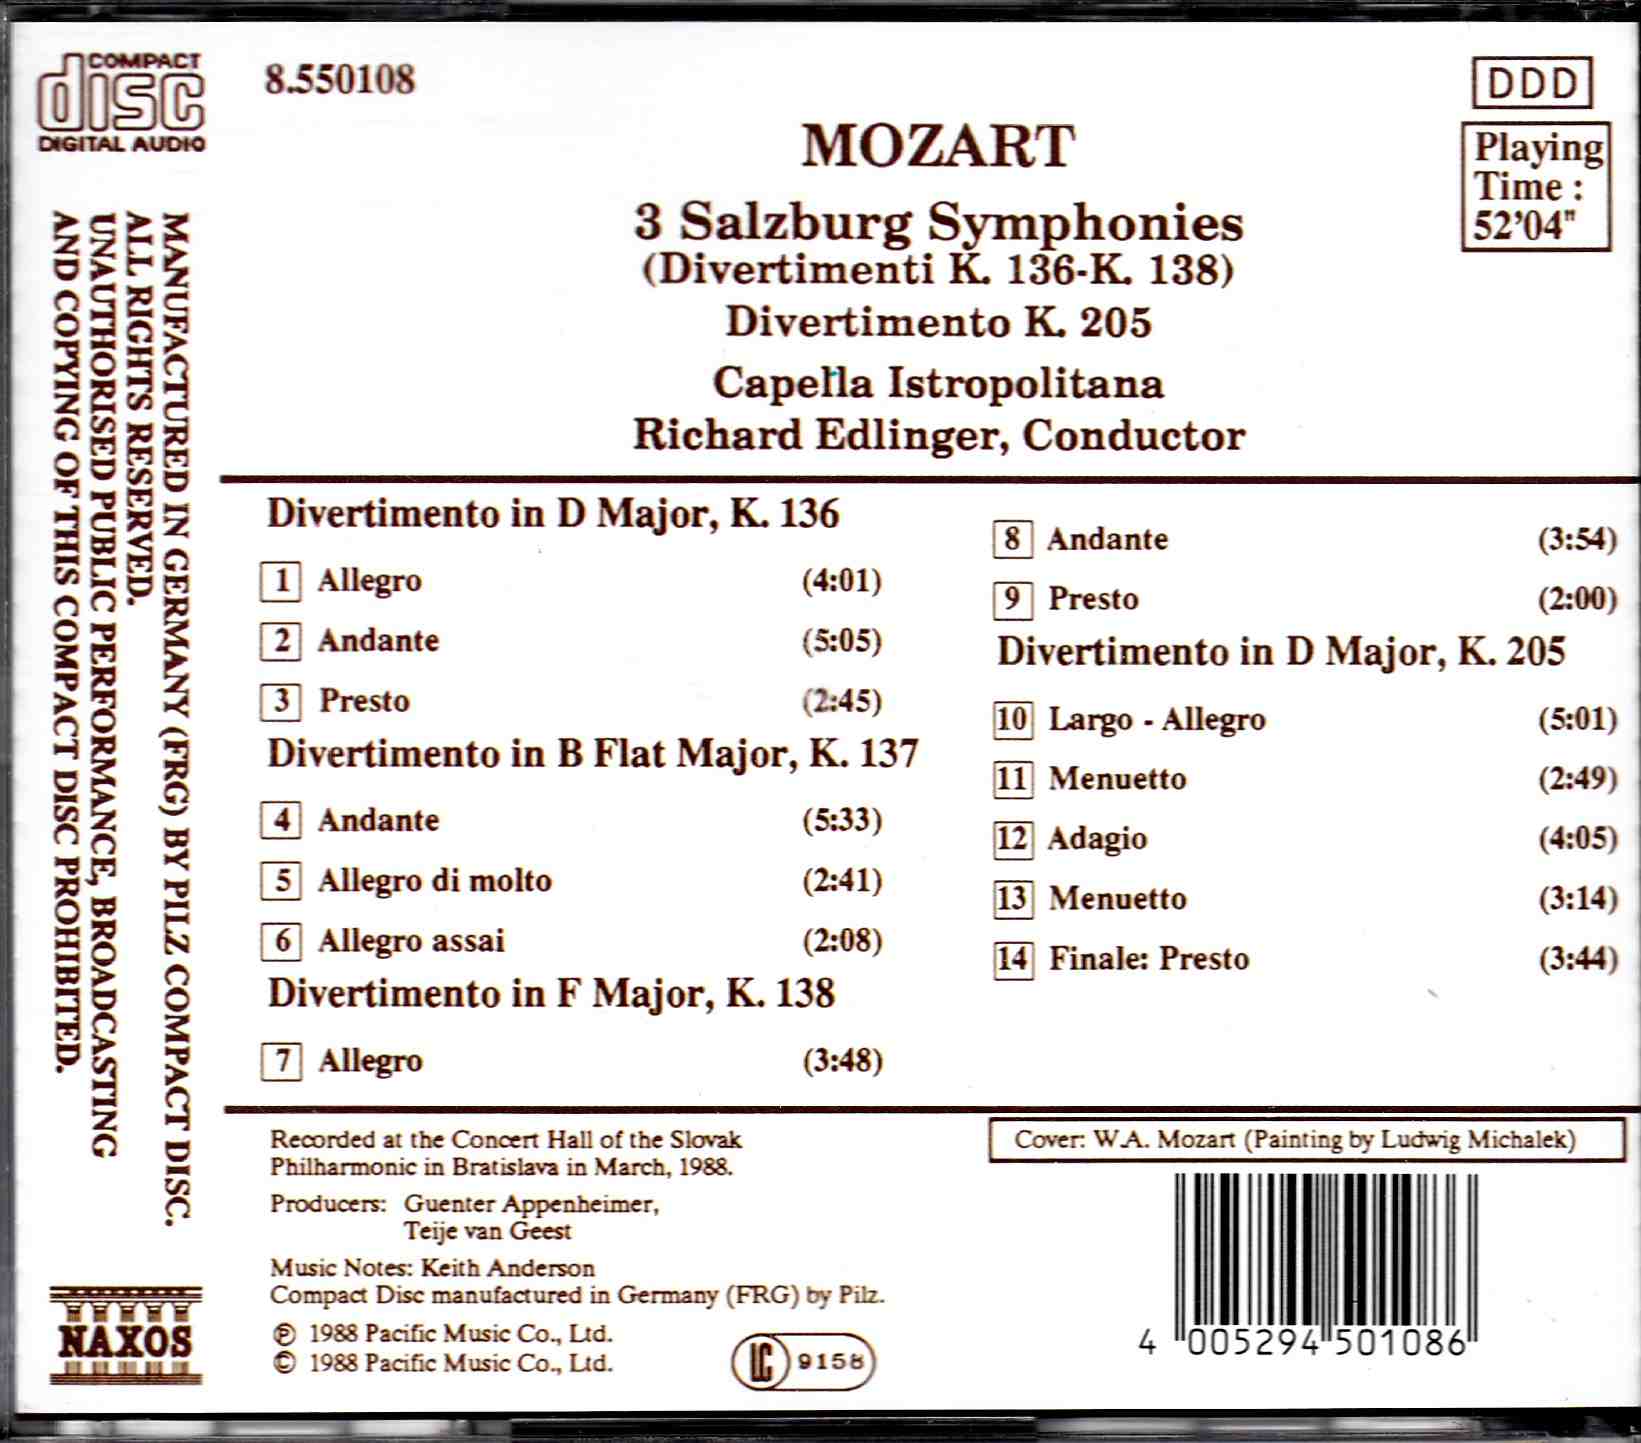 COMPACT
disc
DIGITAL AUDIO
8.550108
DDD
Playing
Time :
52'04"
MOZART
3 Salzburg Symphonies
(Divertimenti K. 136-K. 138)
Divertimento K. 205
Capella Istropolitana
Richard Edlinger, Conductor
MANUFACTURED IN GERMANY (FRG) BY PILZ COMPACT DISC.
ALL RIGHTS RESERVED.
UNAUTHORISED PUBLIC PERFORMANCE, BROADCASTING
AND COPYING OF THIS COMPACT DISC PROHIBITED.
Divertimento in D Major, K. 136
1 Allegro (4:01)
2 Andante (5:05)
3 Presto (2:45)
Divertimento in B Flat Major, K. 137
4 Andante (5:33)
5 Allegro di molto (2:41)
6 Allegro assai (2:08)
Divertimento in F Major, K. 138
7 Allegro (3:48)
8 Andante (3:54)
9 Presto (2:00)
Divertimento in D Major, K. 205
10 Largo - Allegro (5:01)
11 Menuetto (2:49)
12 Adagio (4:05)
13 Menuetto (3:14)
14 Finale: Presto (3:44)
Recorded at the Concert Hall of the Slovak
Philharmonic in Bratislava in March, 1988.
Producers: Guenter Appenheimer,
Teije van Geest
Music Notes: Keith Anderson
Compact Disc manufactured in Germany (FRG) by Pilz.
℗ 1988 Pacific Music Co., Ltd.
© 1988 Pacific Music Co., Ltd.
LC 9158
Cover: W.A. Mozart (Painting by Ludwig Michalek)
4 005294 501086
NAXOS